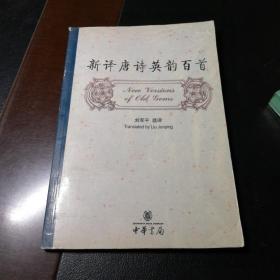 新译唐诗英韵百首
New Versions
of Old Gems
刘军平 选译
Translated by Liu Junping
中华书局